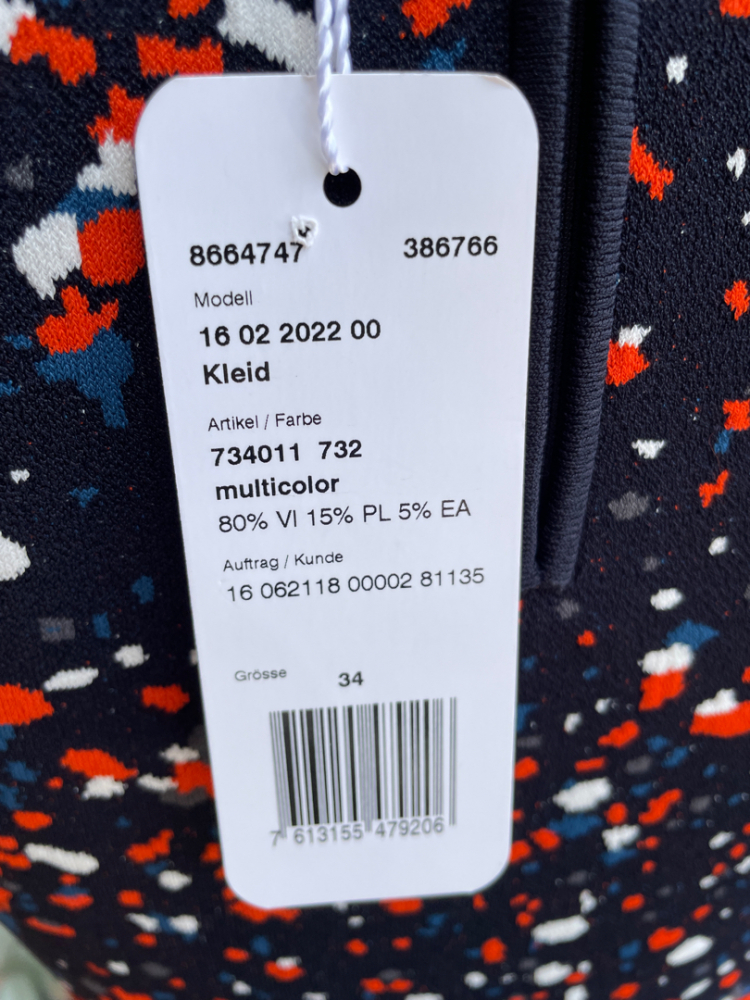 8664747 386766
Modell
16 02 2022 00
Kleid
Artikel / Farbe
734011 732
multicolor
80% VI 15% PL 5% EA
Auftrag / Kunde
16 062118 00002 81135
Grösse 34
7 613155 479206